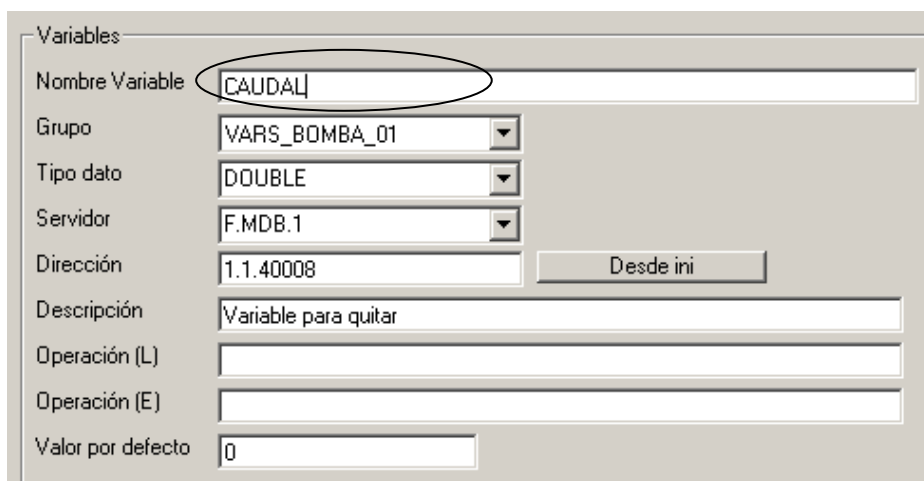 Variables
Nombre Variable CAUDAL
Grupo VARS_BOMBA_01
Tipo dato DOUBLE
Servidor F.MDB.1
Dirección 1.1.40008 Desde ini
Descripción Variable para quitar
Operación (L)
Operación (E)
Valor por defecto 0